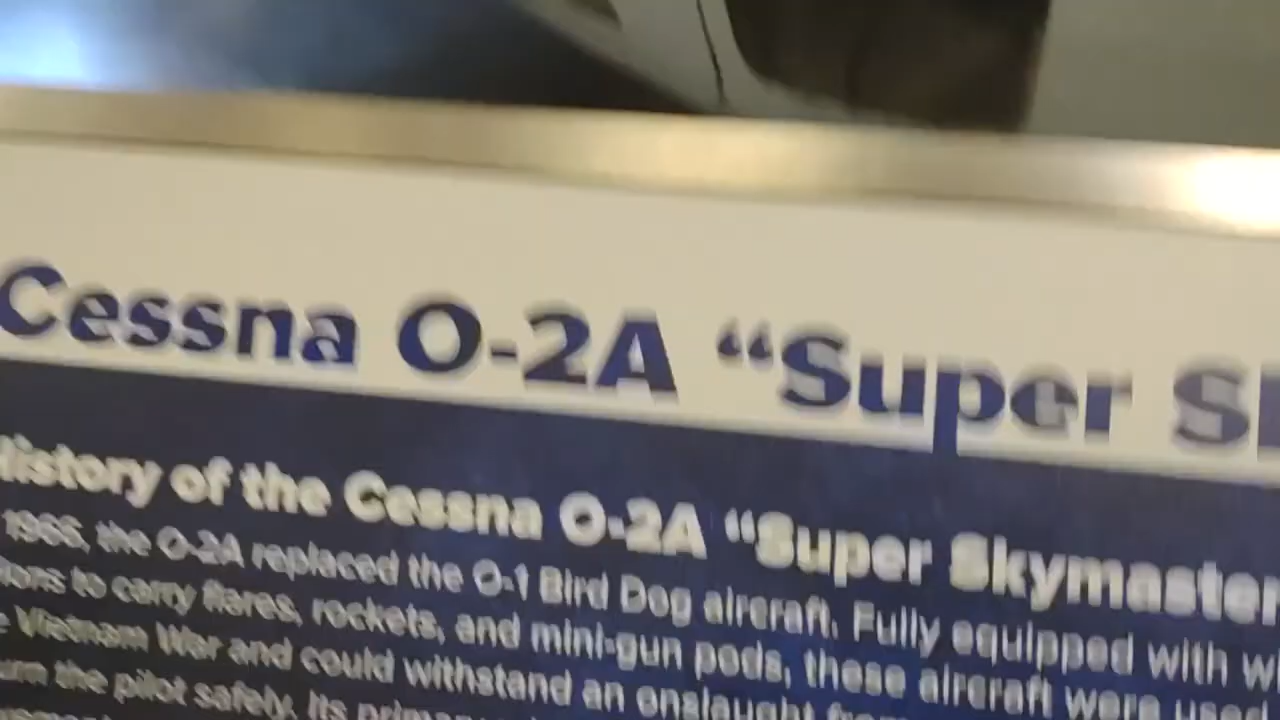 Cessna O-2A “Super
History of the Cessna O-2A “Super Skymaster
1966, the O-2A replaced the O-1 Bird Dog aircraft. Fully equipped with
to carry flares, rockets, and mini-gun pods, these aircraft were used
Vietnam War and could withstand an onslaught
the pilot safely. Its